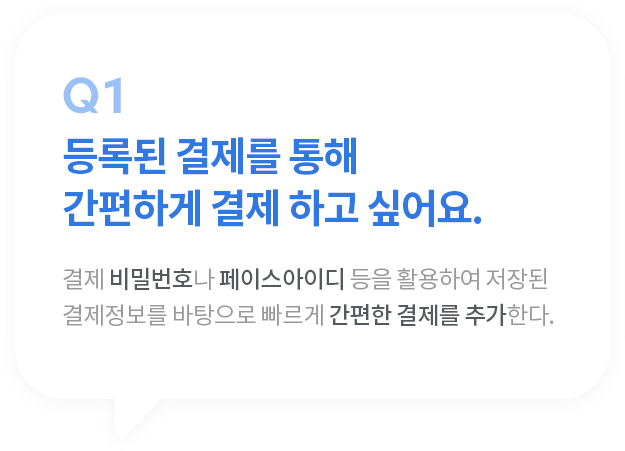 Q1
등록된 결제를 통해
간편하게 결제 하고 싶어요.
결제 비밀번호나 페이스아이디 등을 활용하여 저장된
결제정보를 바탕으로 빠르게 간편한 결제를 추가한다.